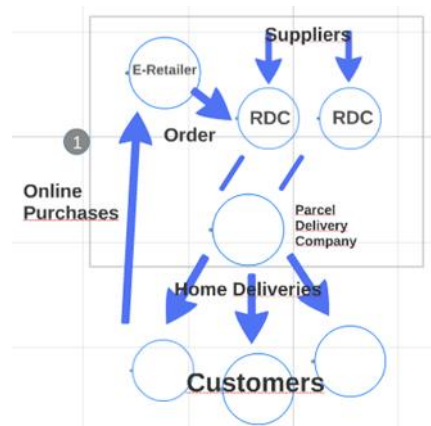 Suppliers
E-Retailer
RDC
RDC
Order
1
Online
Purchases
Parcel
Delivery
Company
Home Deliveries
Customers